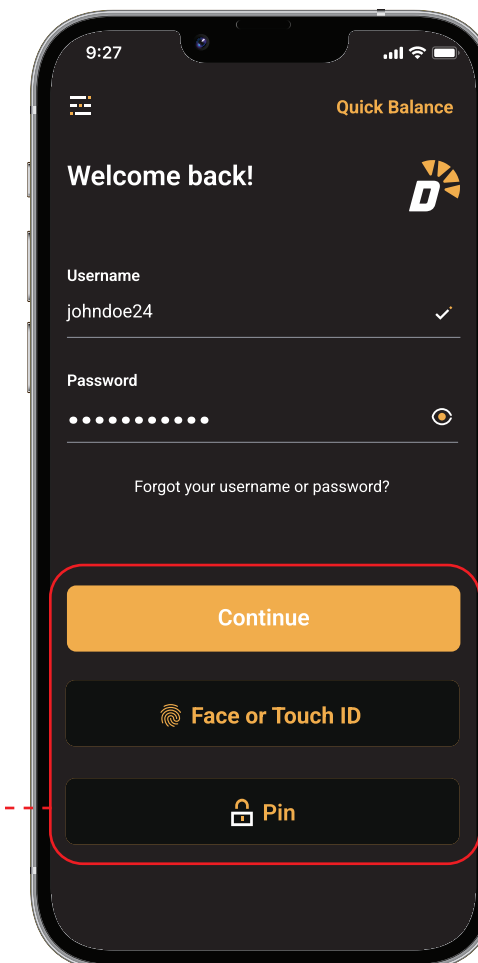 9:27
Quick Balance
Welcome back!
D
Username
johndoe24
Password
•••••••••••
Forgot your username or password?
Continue
Face or Touch ID
Pin